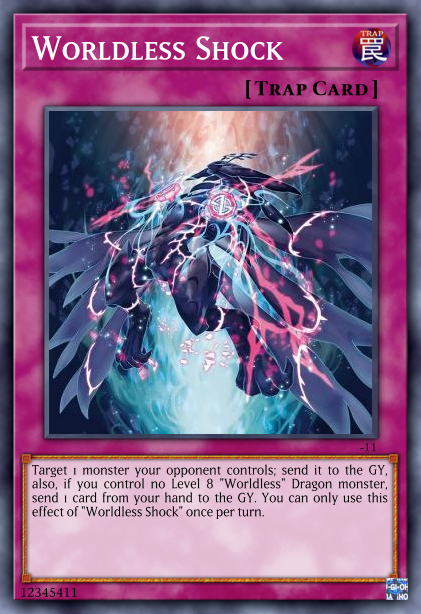 Worldless Shock
TRAP
罠
[Trap Card]
-11
Target 1 monster your opponent controls; send it to the GY,
also, if you control no Level 8 "Worldless" Dragon monster,
send 1 card from your hand to the GY. You can only use this
effect of "Worldless Shock" once per turn.
12345411